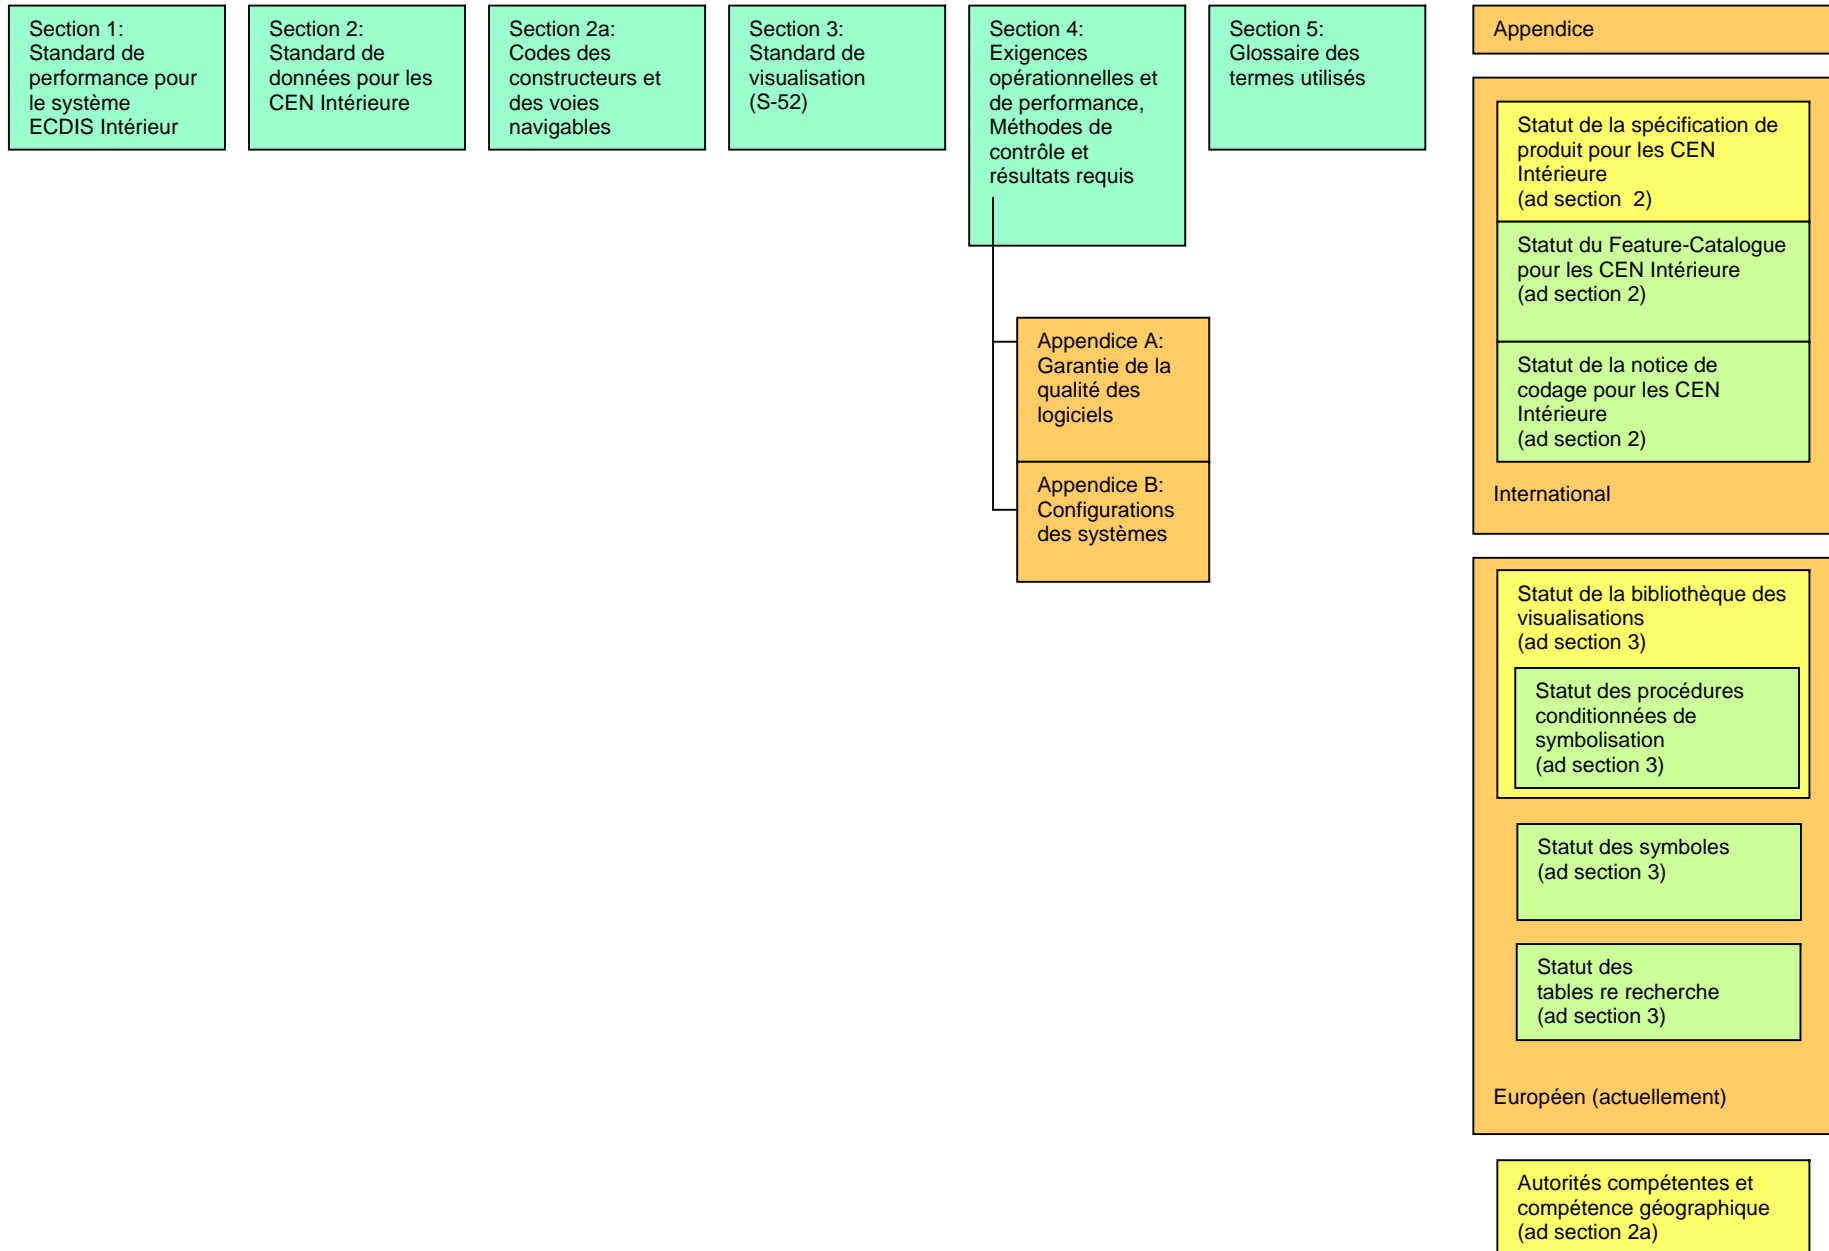 Section 1:
Standard de
performance pour
le système
ECDIS Intérieur
Section 2:
Standard de
données pour les
CEN Intérieure
Section 2a:
Codes des
constructeurs et
des voies
navigables
Section 3:
Standard de
visualisation
(S-52)
Section 4:
Exigences
opérationnelles et
de performance,
Méthodes de
contrôle et
résultats requis
Section 5:
Glossaire des
termes utilisés
Appendice A:
Garantie de la
qualité des
logiciels
Appendice B:
Configurations
des systèmes
Appendice
Statut de la spécification de
produit pour les CEN
Intérieure
(ad section  2)
Statut du Feature-Catalogue
pour les CEN Intérieure
(ad section 2)
Statut de la notice de
codage pour les CEN
Intérieure
(ad section 2)
International
Statut de la bibliothèque des
visualisations
(ad section 3)
Statut des procédures
conditionnées de
symbolisation
(ad section 3)
Statut des symboles
(ad section 3)
Statut des
tables re recherche
(ad section 3)
Européen (actuellement)
Autorités compétentes et
compétence géographique
(ad section 2a)